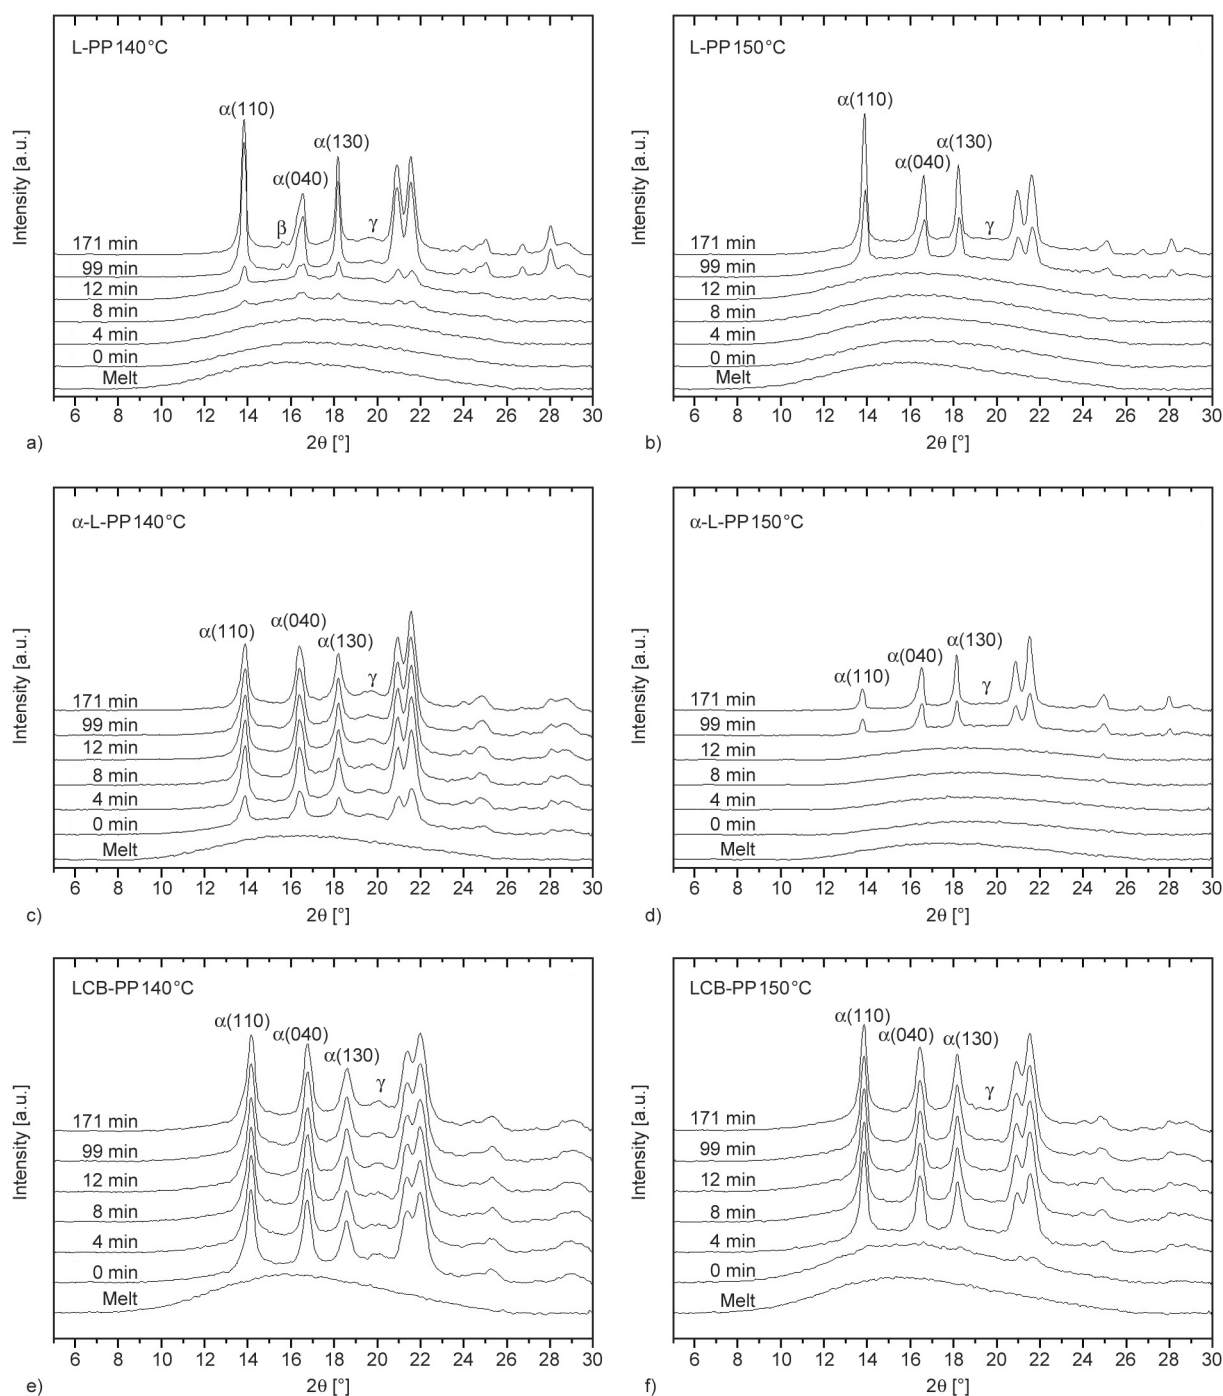 L-PP 140°C
α(110)
α(130)
α(040)
β
γ
171 min
99 min
12 min
8 min
4 min
0 min
Melt
Intensity [a.u.]
6 8 10 12 14 16 18 20 22 24 26 28 30
a)
2θ [°]
L-PP 150°C
α(110)
α(130)
α(040)
γ
171 min
99 min
12 min
8 min
4 min
0 min
Melt
Intensity [a.u.]
6 8 10 12 14 16 18 20 22 24 26 28 30
b)
2θ [°]
α-L-PP 140°C
α(040)
α(110)
α(130)
γ
171 min
99 min
12 min
8 min
4 min
0 min
Melt
Intensity [a.u.]
6 8 10 12 14 16 18 20 22 24 26 28 30
c)
2θ [°]
α-L-PP 150°C
α(130)
α(040)
α(110)
γ
171 min
99 min
12 min
8 min
4 min
0 min
Melt
Intensity [a.u.]
6 8 10 12 14 16 18 20 22 24 26 28 30
d)
2θ [°]
LCB-PP 140°C
α(110)
α(040)
α(130)
γ
171 min
99 min
12 min
8 min
4 min
0 min
Melt
Intensity [a.u.]
6 8 10 12 14 16 18 20 22 24 26 28 30
e)
2θ [°]
LCB-PP 150°C
α(110)
α(040)
α(130)
γ
171 min
99 min
12 min
8 min
4 min
0 min
Melt
Intensity [a.u.]
6 8 10 12 14 16 18 20 22 24 26 28 30
f)
2θ [°]